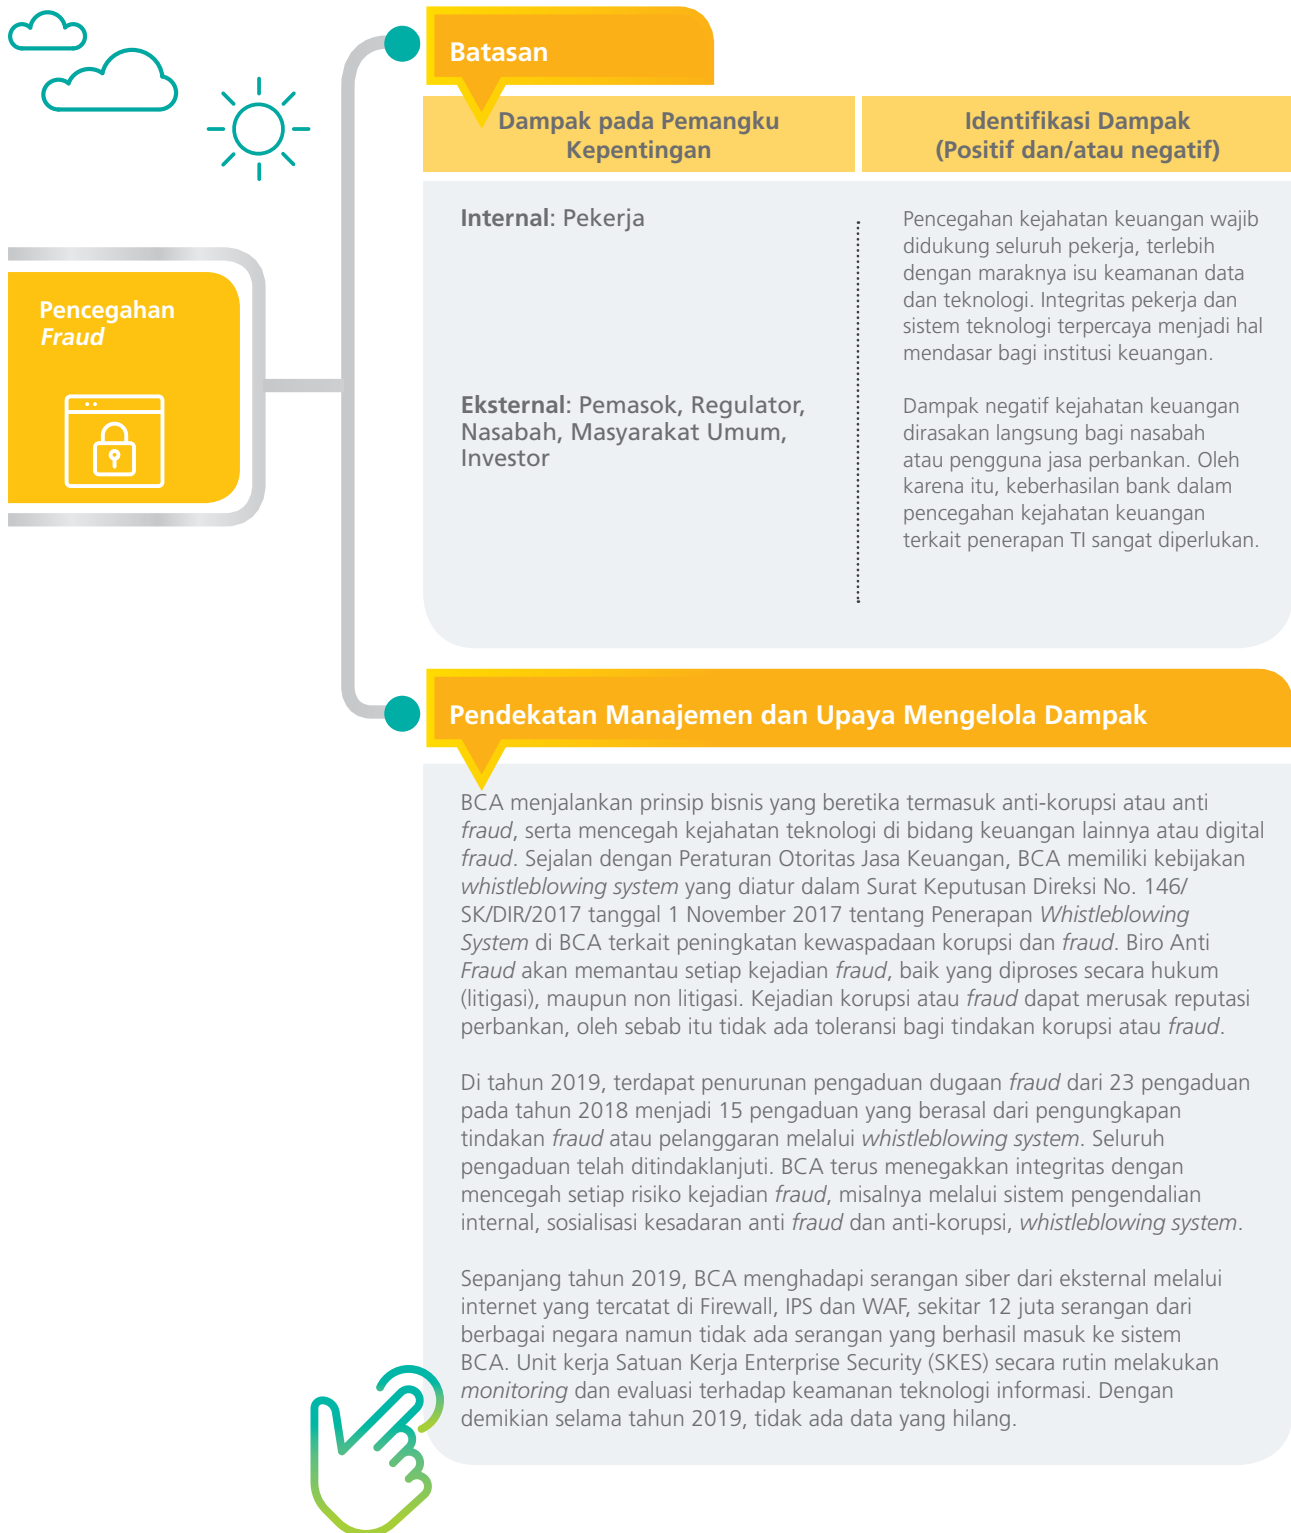 Pencegahan
Fraud
Batasan
Dampak pada Pemangku
Kepentingan
Identifikasi Dampak
(Positif dan/atau negatif)
Internal: Pekerja
Pencegahan kejahatan keuangan wajib
didukung seluruh pekerja, terlebih
dengan maraknya isu keamanan data
dan teknologi. Integritas pekerja dan
sistem teknologi terpercaya menjadi hal
mendasar bagi institusi keuangan.
Eksternal: Pemasok, Regulator,
Nasabah, Masyarakat Umum,
Investor
Dampak negatif kejahatan keuangan
dirasakan langsung bagi nasabah
atau pengguna jasa perbankan. Oleh
karena itu, keberhasilan bank dalam
pencegahan kejahatan keuangan
terkait penerapan TI sangat diperlukan.
Pendekatan Manajemen dan Upaya Mengelola Dampak
BCA menjalankan prinsip bisnis yang beretika termasuk anti-korupsi atau anti
fraud, serta mencegah kejahatan teknologi di bidang keuangan lainnya atau digital
fraud. Sejalan dengan Peraturan Otoritas Jasa Keuangan, BCA memiliki kebijakan
whistleblowing system yang diatur dalam Surat Keputusan Direksi No. 146/
SK/DIR/2017 tanggal 1 November 2017 tentang Penerapan Whistleblowing
System di BCA terkait peningkatan kewaspadaan korupsi dan fraud. Biro Anti
Fraud akan memantau setiap kejadian fraud, baik yang diproses secara hukum
(litigasi), maupun non litigasi. Kejadian korupsi atau fraud dapat merusak reputasi
perbankan, oleh sebab itu tidak ada toleransi bagi tindakan korupsi atau fraud.
Di tahun 2019, terdapat penurunan pengaduan dugaan fraud dari 23 pengaduan
pada tahun 2018 menjadi 15 pengaduan yang berasal dari pengungkapan
tindakan fraud atau pelanggaran melalui whistleblowing system. Seluruh
pengaduan telah ditindaklanjuti. BCA terus menegakkan integritas dengan
mencegah setiap risiko kejadian fraud, misalnya melalui sistem pengendalian
internal, sosialisasi kesadaran anti fraud dan anti-korupsi, whistleblowing system.
Sepanjang tahun 2019, BCA menghadapi serangan siber dari eksternal melalui
internet yang tercatat di Firewall, IPS dan WAF, sekitar 12 juta serangan dari
berbagai negara namun tidak ada serangan yang berhasil masuk ke sistem
BCA. Unit kerja Satuan Kerja Enterprise Security (SKES) secara rutin melakukan
monitoring dan evaluasi terhadap keamanan teknologi informasi. Dengan
demikian selama tahun 2019, tidak ada data yang hilang.